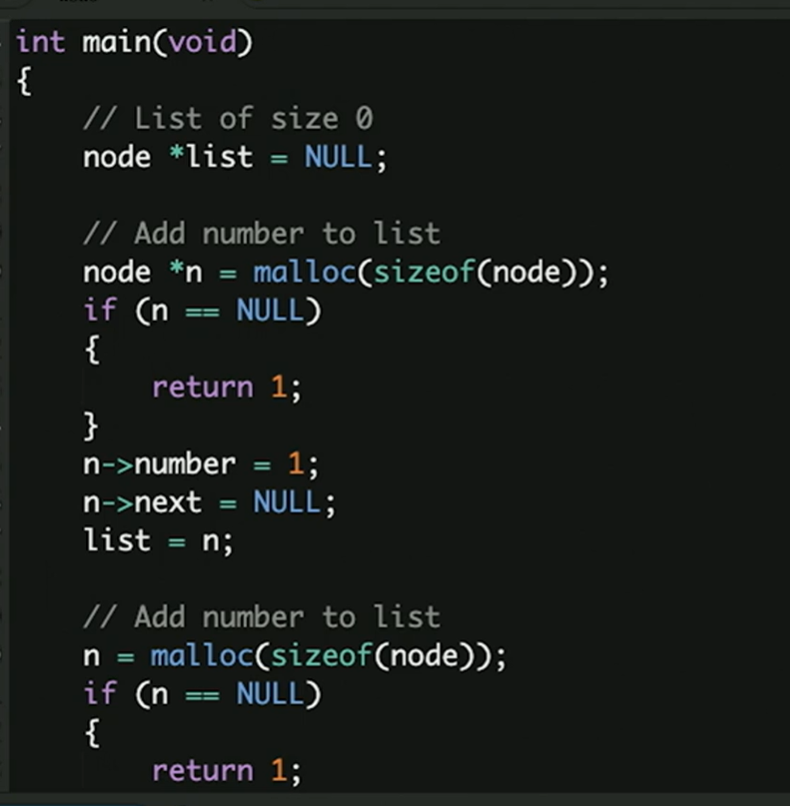 int main(void)
{
    // List of size 0
    node *list = NULL;

    // Add number to list
    node *n = malloc(sizeof(node));
    if (n == NULL)
    {
        return 1;
    }
    n->number = 1;
    n->next = NULL;
    list = n;

    // Add number to list
    n = malloc(sizeof(node));
    if (n == NULL)
    {
        return 1;